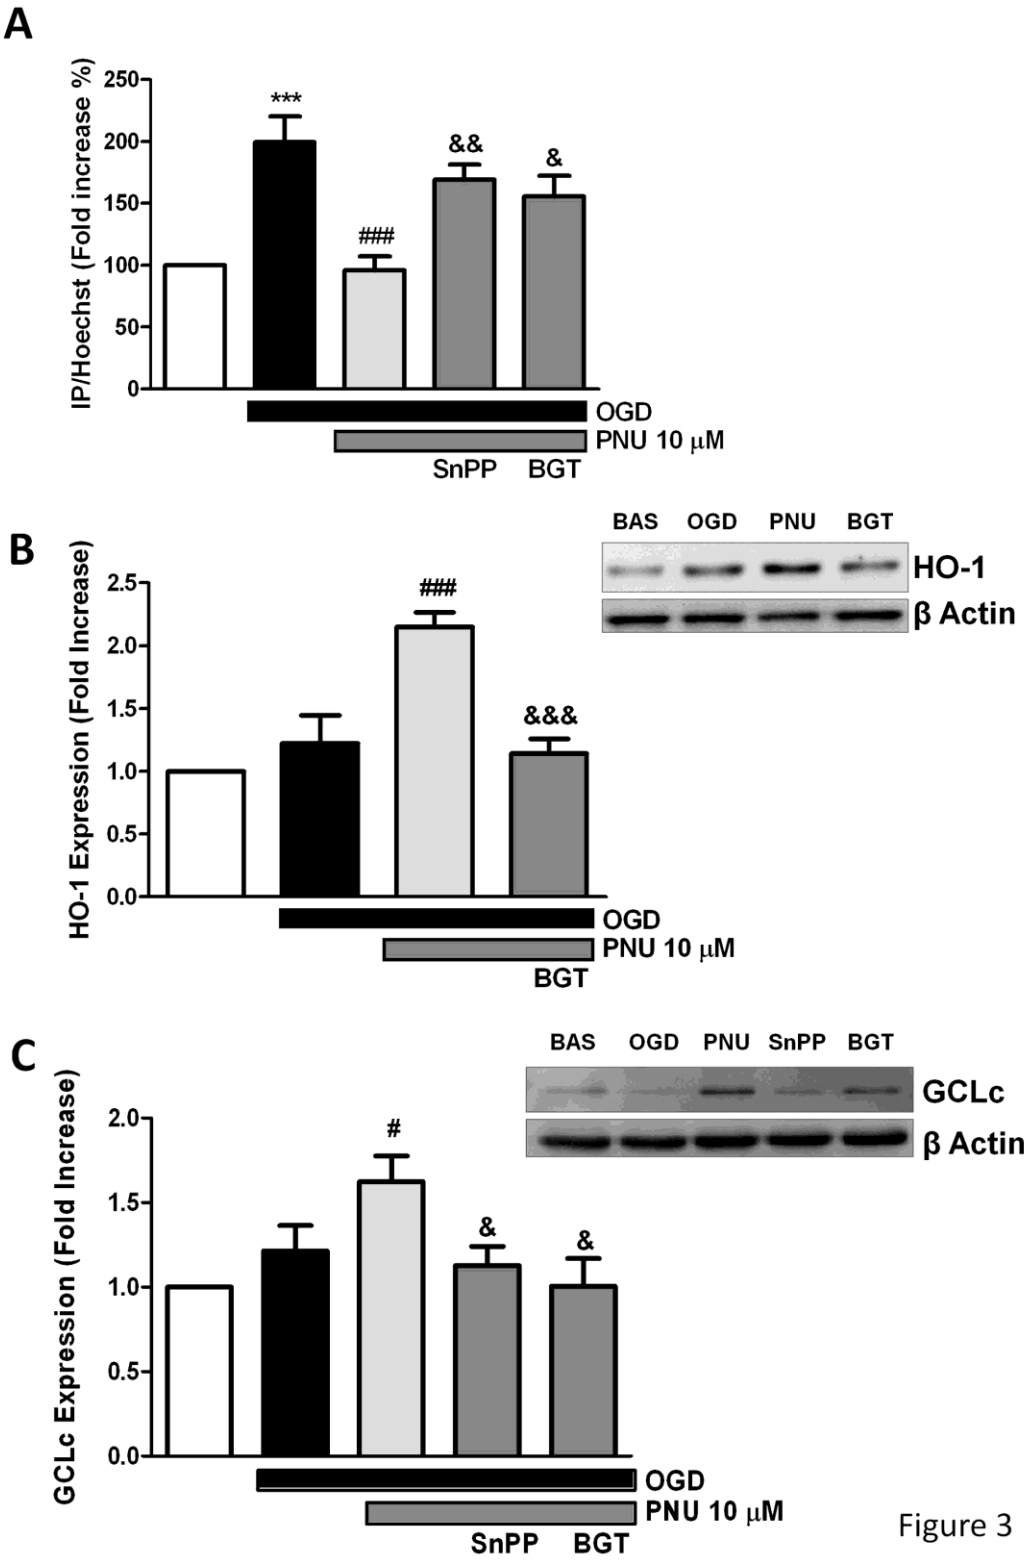 A
IP/Hoechst (Fold increase %)
250
200
150
100
50
0
***
###
&&
&
OGD
PNU 10 μM
SnPP BGT
B
HO-1 Expression (Fold Increase)
2.5
2.0
1.5
1.0
0.5
0.0
###
&&&
OGD
PNU 10 μM
BGT
BAS OGD PNU BGT
HO-1
β Actin
C
GCLc Expression (Fold Increase)
2.0
1.5
1.0
0.5
0.0
#
&
&
OGD
PNU 10 μM
SnPP BGT
BAS OGD PNU SnPP BGT
GCLc
β Actin
Figure 3